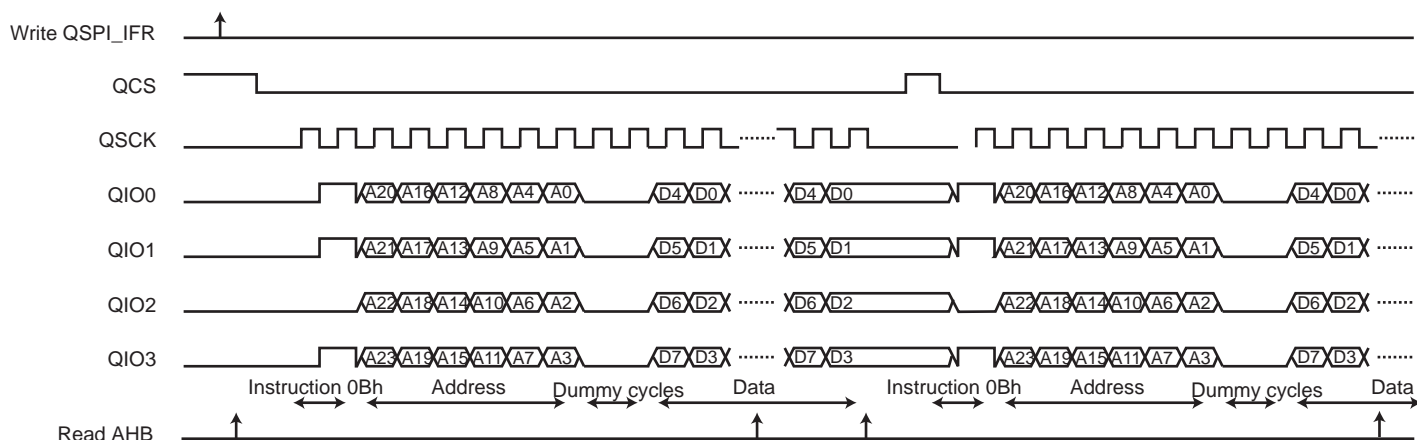 Write QSPI_IFR
QCS
QSCK
QIO0 A20 A16 A12 A8 A4 A0 D4 D0 D4 D0 A20 A16 A12 A8 A4 A0 D4 D0
QIO1 A21 A17 A13 A9 A5 A1 D5 D1 D5 D1 A21 A17 A13 A9 A5 A1 D5 D1
QIO2 A22 A18 A14 A10 A6 A2 D6 D2 D6 D2 A22 A18 A14 A10 A6 A2 D6 D2
QIO3 A23 A19 A15 A11 A7 A3 D7 D3 D7 D3 A23 A19 A15 A11 A7 A3 D7 D3
Instruction 0Bh Address Dummy cycles Data Instruction 0Bh Address Dummy cycles Data
Read AHB